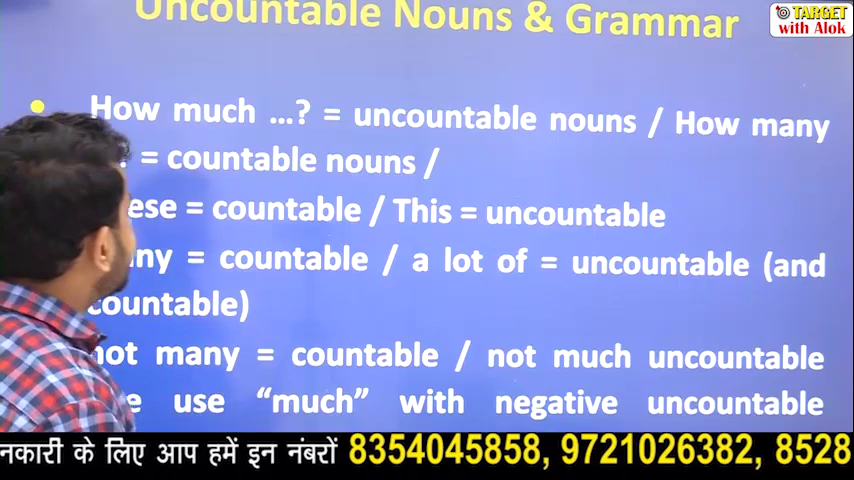 Uncountable Nouns & Grammar
TARGET
with Alok
How much ...? = uncountable nouns / How many
? = countable nouns /
ese = countable / This = uncountable
ny = countable / a lot of = uncountable (and
countable)
not many = countable / not much uncountable
e use “much” with negative uncountable
नकारी के लिए आप हमें इन नंबरों 8354045858, 9721026382, 8528